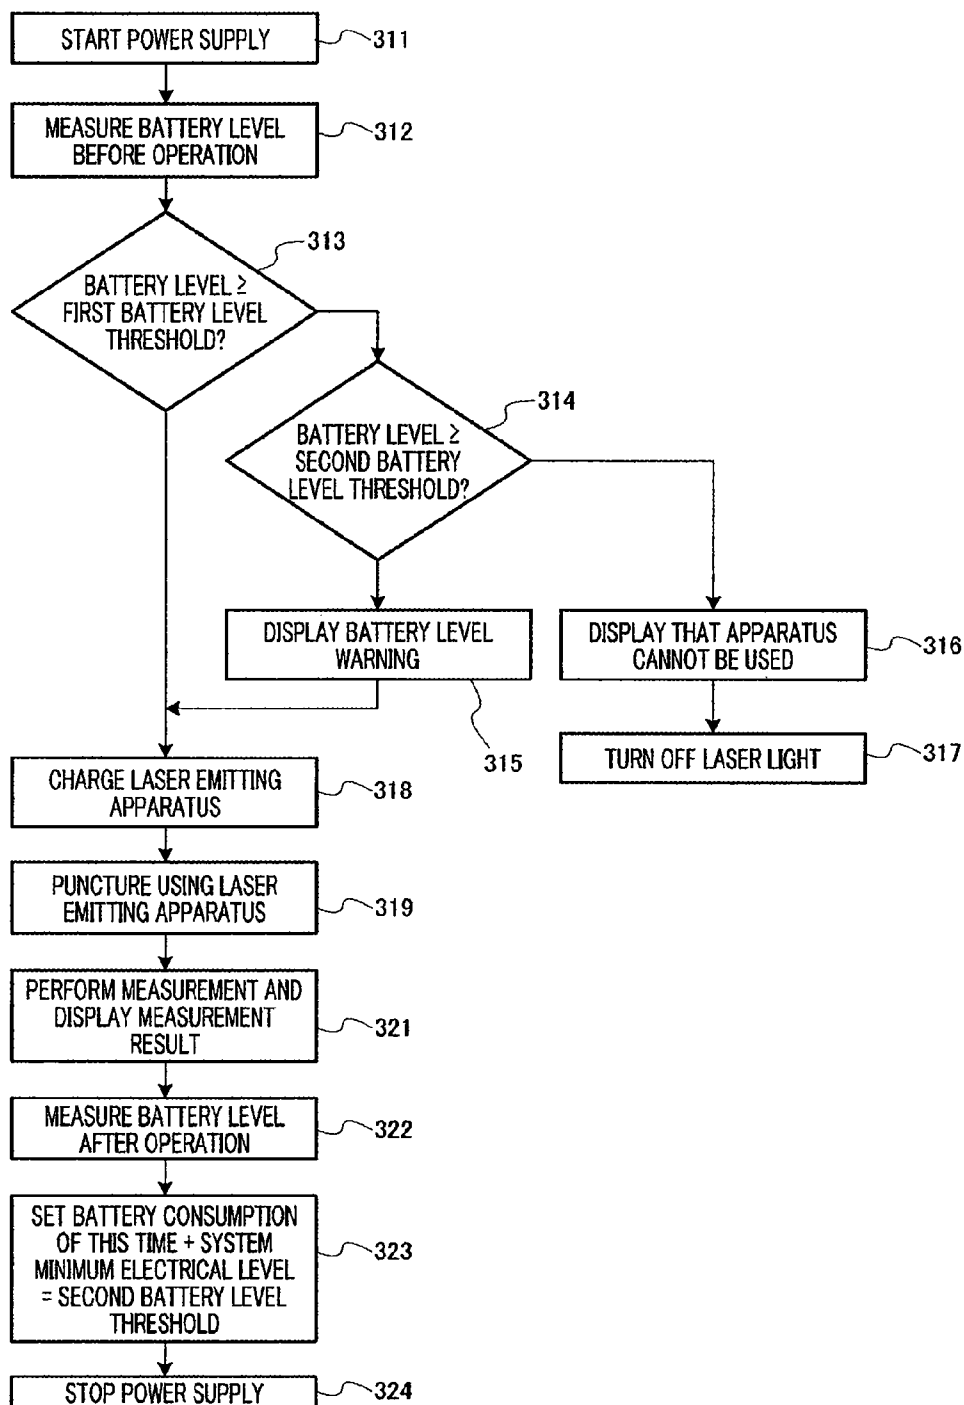 START POWER SUPPLY
311
MEASURE BATTERY LEVEL
BEFORE OPERATION
312
313
BATTERY LEVEL ≥
FIRST BATTERY LEVEL
THRESHOLD?
314
BATTERY LEVEL ≥
SECOND BATTERY
LEVEL THRESHOLD?
DISPLAY BATTERY LEVEL
WARNING
315
DISPLAY THAT APPARATUS
CANNOT BE USED
316
TURN OFF LASER LIGHT
317
CHARGE LASER EMITTING
APPARATUS
318
PUNCTURE USING LASER
EMITTING APPARATUS
319
PERFORM MEASUREMENT AND
DISPLAY MEASUREMENT
RESULT
321
MEASURE BATTERY LEVEL
AFTER OPERATION
322
SET BATTERY CONSUMPTION
OF THIS TIME + SYSTEM
MINIMUM ELECTRICAL LEVEL
= SECOND BATTERY LEVEL
THRESHOLD
323
STOP POWER SUPPLY
324